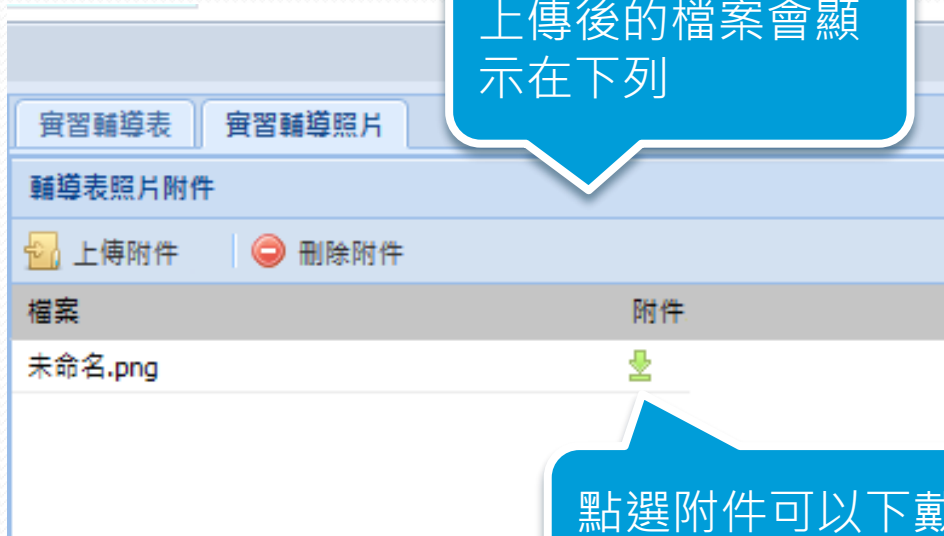 上傳後的檔案會顯
示在下列
實習輔導表 實習輔導照片
輔導表照片附件
上傳附件 刪除附件
檔案 附件
未命名.png
點選附件可以下戴